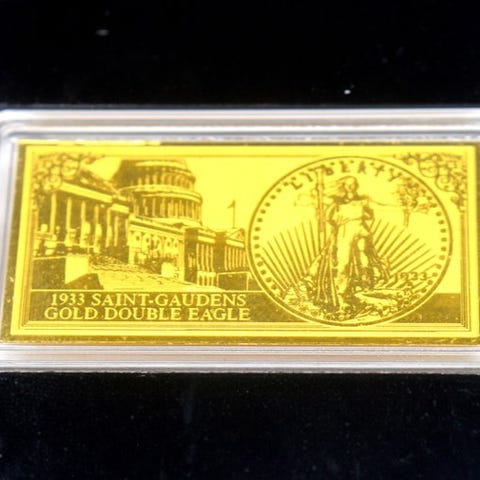 LIBERTY
1933
1933 SAINT-GAUDENS
GOLD DOUBLE EAGLE